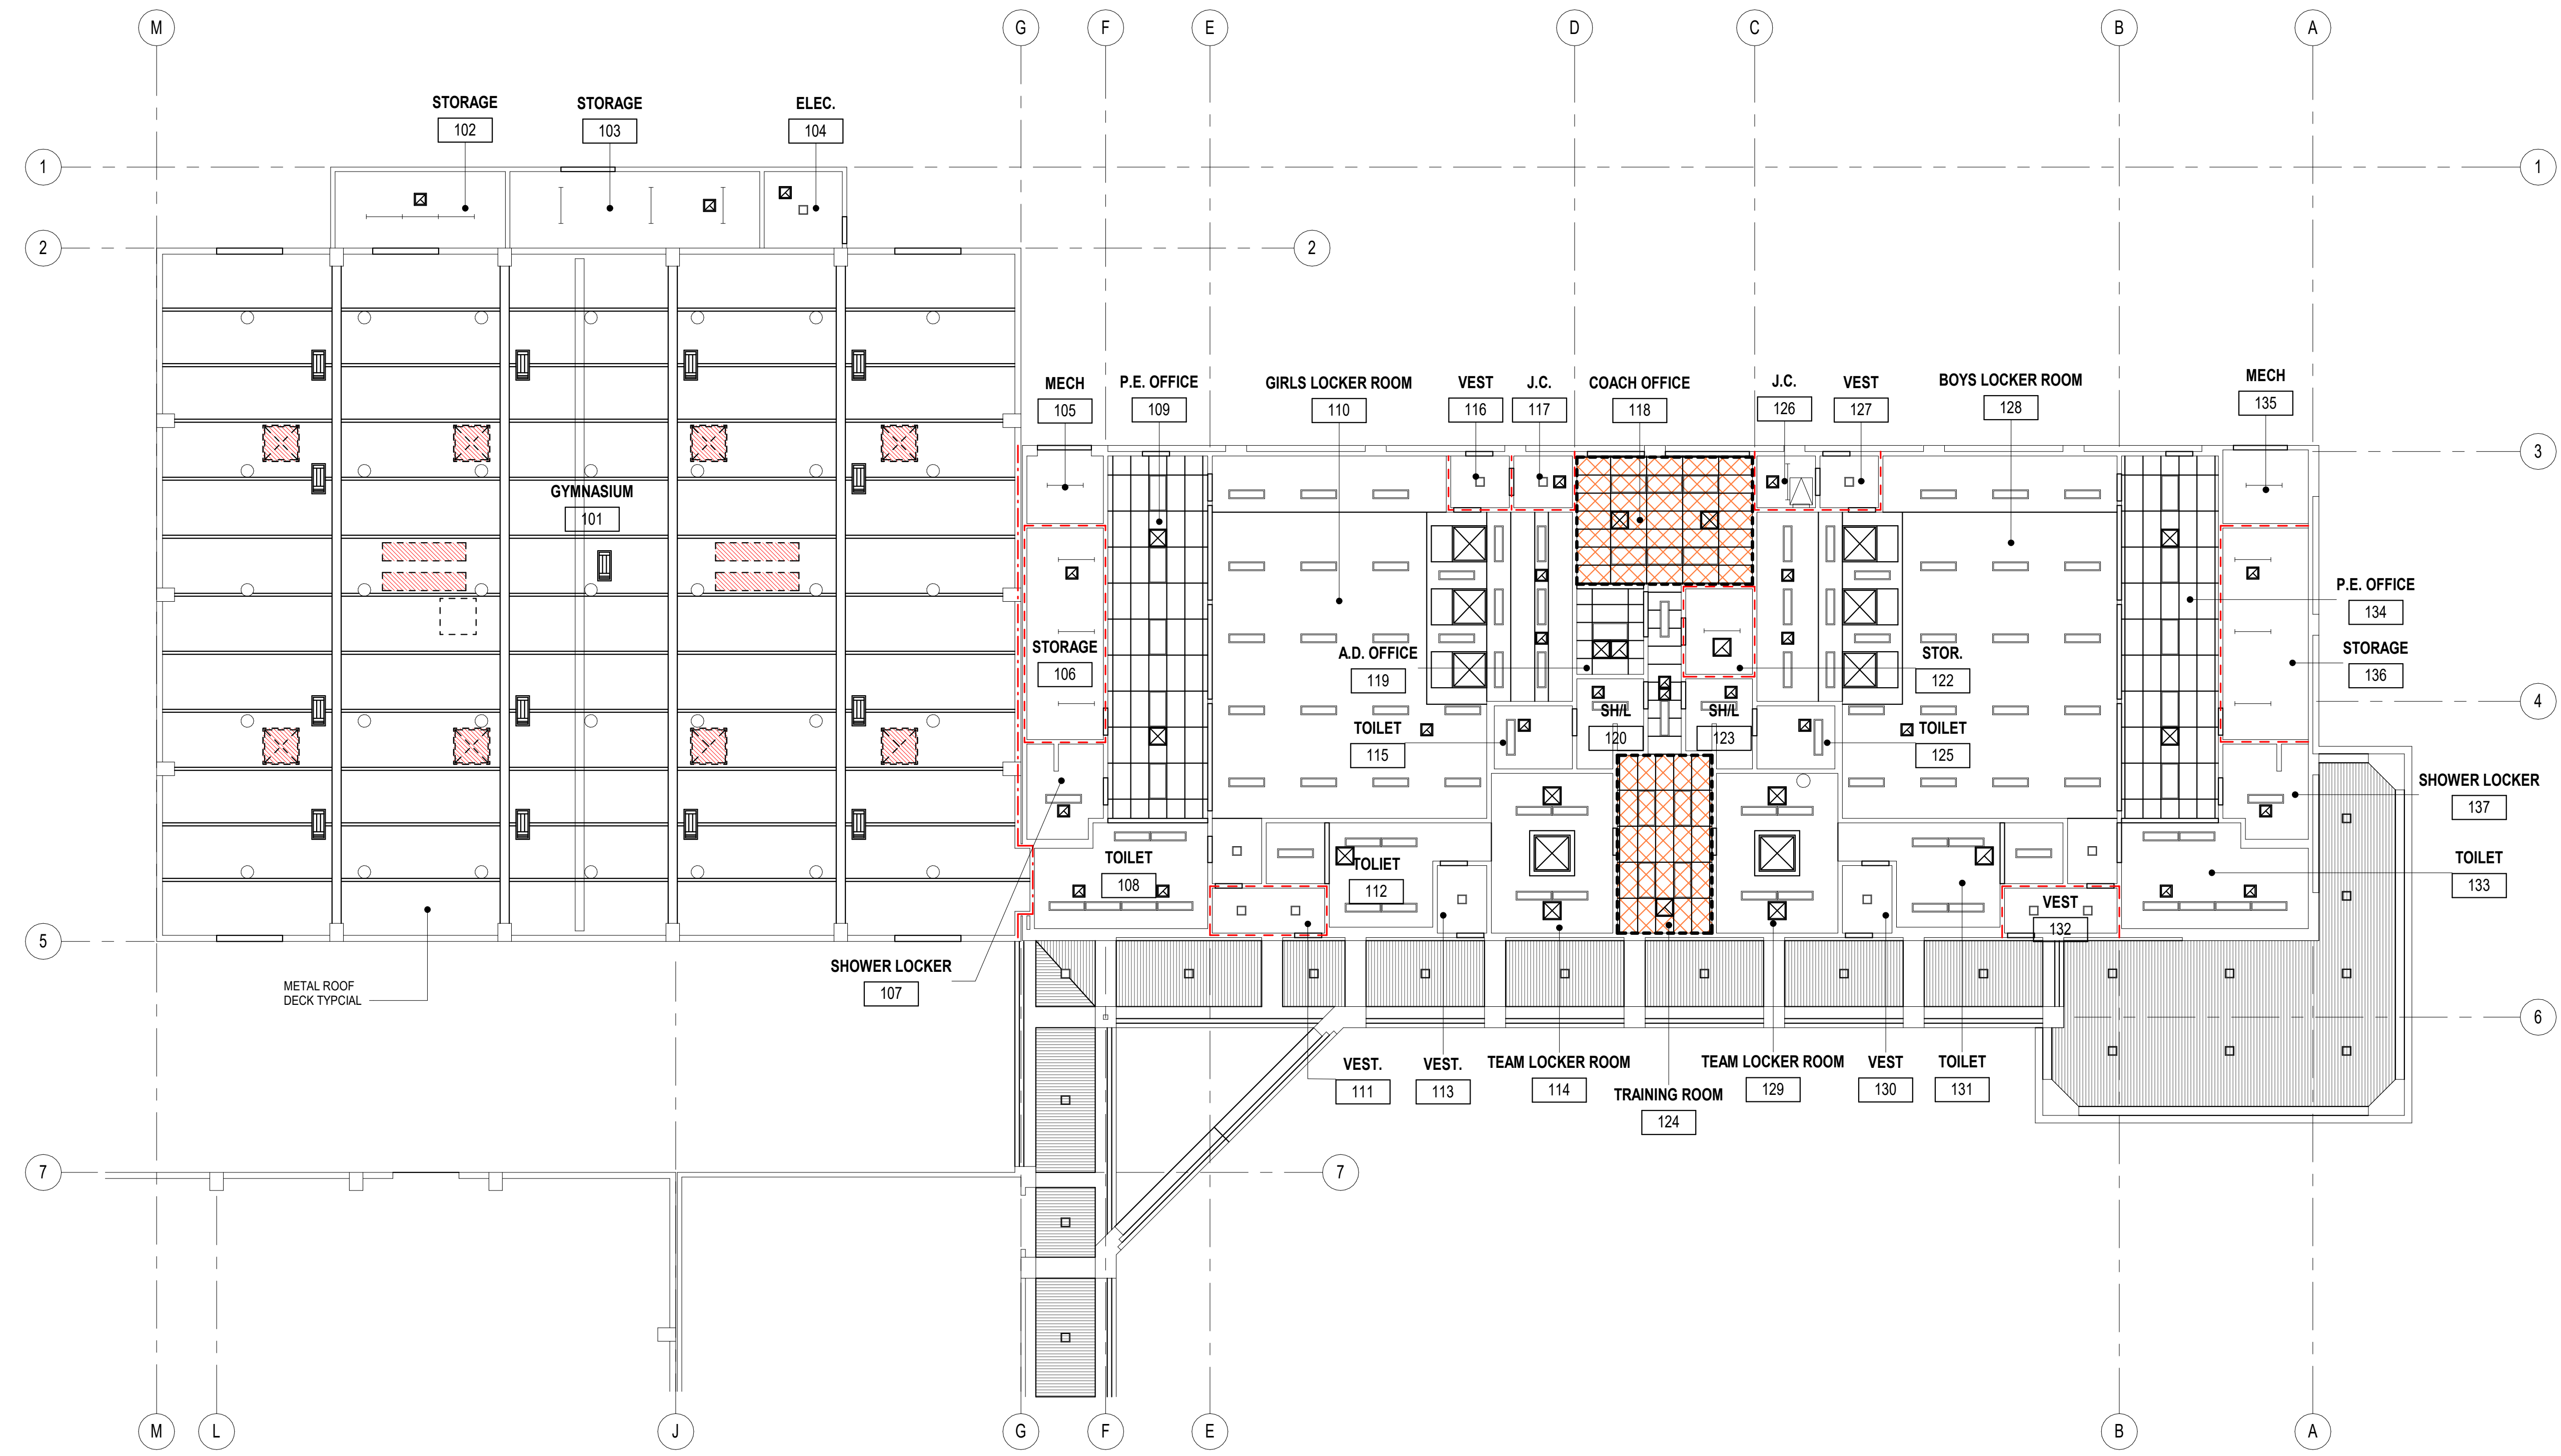 M
G
F
E
D
C
B
A
STORAGE
102
STORAGE
103
ELEC.
104
1
1
2
2
MECH
105
P.E. OFFICE
109
GIRLS LOCKER ROOM
110
VEST
116
J.C.
117
COACH OFFICE
118
J.C.
126
VEST
127
BOYS LOCKER ROOM
128
MECH
135
3
GYMNASIUM
101
P.E. OFFICE
134
STORAGE
106
A.D. OFFICE
119
STOR.
122
STORAGE
136
4
SH/L
120
SH/L
123
TOILET
115
TOILET
125
SHOWER LOCKER
137
TOILET
108
TOLIET
112
TOILET
133
VEST
132
5
SHOWER LOCKER
107
METAL ROOF
DECK TYPCIAL
6
VEST.
111
VEST.
113
TEAM LOCKER ROOM
114
TRAINING ROOM
124
TEAM LOCKER ROOM
129
VEST
130
TOILET
131
7
7
M
L
J
G
F
E
B
A